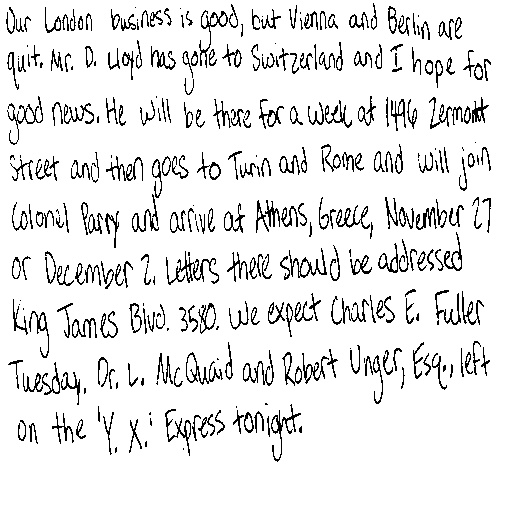 Our London business is good, but Vienna and Berlin are
quit. Mr. D. Lloyd has gone to Switzerland and I hope for
good news. He will be there for a week at 1496 Zermott
Street and then goes to Turin and Rome and will join
Colonel Parry and arrive at Athens, Greece, November 27
or December 2. Letters there should be addressed
King James Blvd. 3580. We expect Charles E. Fuller
Tuesday. Dr. L. McQuaid and Robert Unger, Esq., left
on the 'Y. X.' Express tonight.